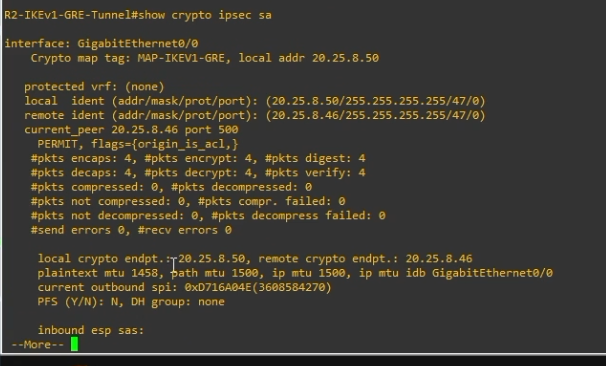 R2-IKEv1-GRE-Tunnel#show crypto ipsec sa
interface: GigabitEthernet0/0
Crypto map tag: MAP-IKEV1-GRE, local addr 20.25.8.50
protected vrf: (none)
local ident (addr/mask/prot/port): (20.25.8.50/255.255.255.255/47/0)
remote ident (addr/mask/prot/port): (20.25.8.46/255.255.255.255/47/0)
current_peer 20.25.8.46 port 500
PERMIT, flags={origin_is_acl,}
#pkts encaps: 4, #pkts encrypt: 4, #pkts digest: 4
#pkts decaps: 4, #pkts decrypt: 4, #pkts verify: 4
#pkts compressed: 0, #pkts decompressed: 0
#pkts not compressed: 0, #pkts compr. failed: 0
#pkts not decompressed: 0, #pkts decompress failed: 0
#send errors 0, #recv errors 0
local crypto endpt.: 20.25.8.50, remote crypto endpt.: 20.25.8.46
plaintext mtu 1458, path mtu 1500, ip mtu 1500, ip mtu idb GigabitEthernet0/0
current outbound spi: 0xD716A04E(3608584270)
PFS (Y/N): N, DH group: none
inbound esp sas:
--More--